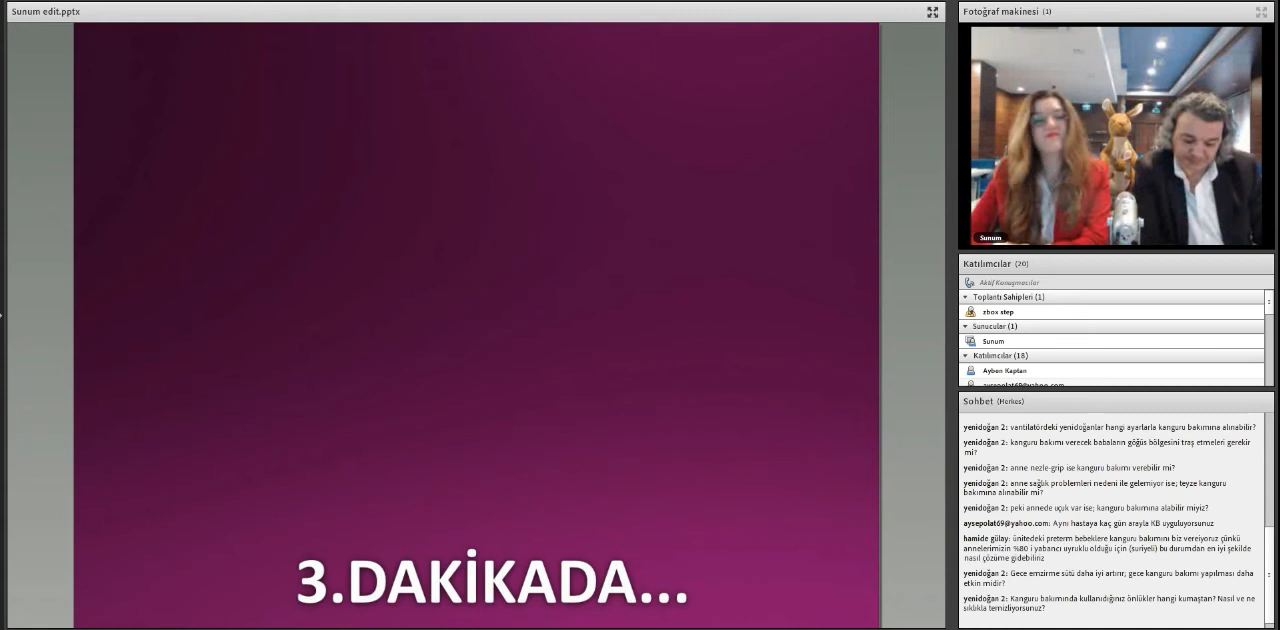 Sunum edit.pptx
3.DAKİKADA...
Fotoğraf makinesi (1)
Sunum
Katılımcılar (20)
Aktif Konuşmacılar
Toplantı Sahipleri (1)
zbox step
Sunucular (1)
Sunum
Katılımcılar (18)
Ayben Kaptan
aysepolat69@yahoo.com
Sohbet (Herkes)
yenidoğan 2: vantilatördeki yenidoğanlar hangi ayarlarla kanguru bakımına alınabilir?
yenidoğan 2: kanguru bakımı verecek babaların göğüs bölgesini traş etmeleri gerekir
mi?
yenidoğan 2: anne nezle-grip ise kanguru bakımı verebilir mi?
yenidoğan 2: anne sağlık problemleri nedeni ile gelemiyor ise; teyze kanguru
bakımına alınabilir mi?
yenidoğan 2: peki annede uçuk var ise; kanguru bakımına alabilir miyiz?
aysepolat69@yahoo.com: Aynı hastaya kaç gün arayla KB uyguluyorsunuz
hamide gülay: ünitedeki preterm bebeklere kanguru bakımını biz vereiyoruz çünkü
annelerimizin %80 i yabancı uyruklu olduğu için (suriyeli) bu durumdan en iyi şekilde
nasıl çözüme gidebiliriz
yenidoğan 2: Gece emzirme sütü daha iyi artırır; gece kanguru bakımı yapılması daha
etkin midir?
yenidoğan 2: Kanguru bakımında kullanıdığınız önlükler hangi kumaştan? Nasıl ve ne
sıklıkla temizliyorsunuz?